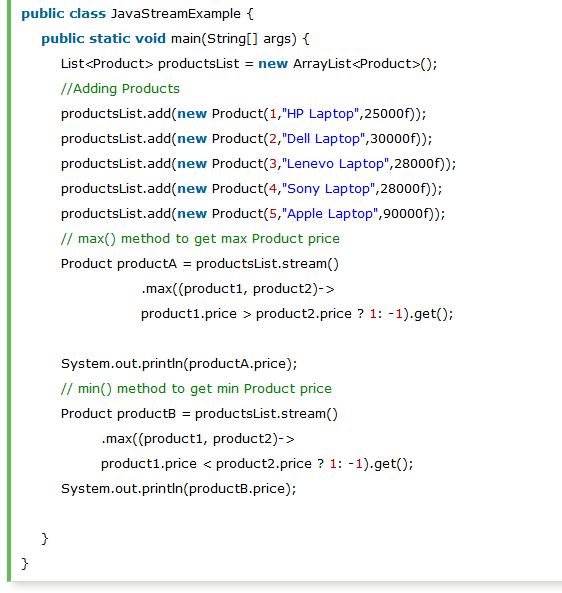 public class JavaStreamExample {
public static void main(String[] args) {
List<Product> productsList = new ArrayList<Product>();
//Adding Products
productsList.add(new Product(1,"HP Laptop",25000f));
productsList.add(new Product(2,"Dell Laptop",30000f));
productsList.add(new Product(3,"Lenevo Laptop",28000f));
productsList.add(new Product(4,"Sony Laptop",28000f));
productsList.add(new Product(5,"Apple Laptop",90000f));
// max() method to get max Product price
Product productA = productsList.stream()
.max((product1, product2)->
product1.price > product2.price ? 1: -1).get();
System.out.println(productA.price);
// min() method to get min Product price
Product productB = productsList.stream()
.max((product1, product2)->
product1.price < product2.price ? 1: -1).get();
System.out.println(productB.price);
}
}